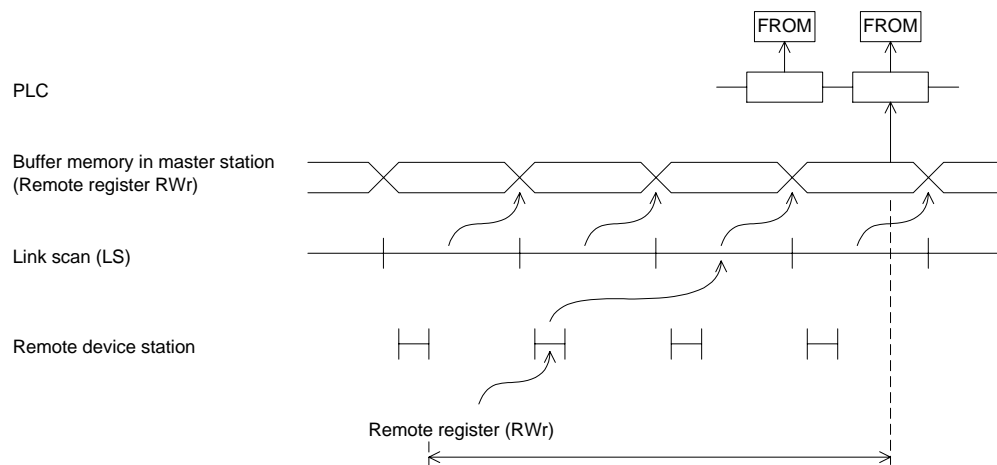 FROM FROM
PLC
Buffer memory in master station
(Remote register RWr)
Link scan (LS)
Remote device station
Remote register (RWr)